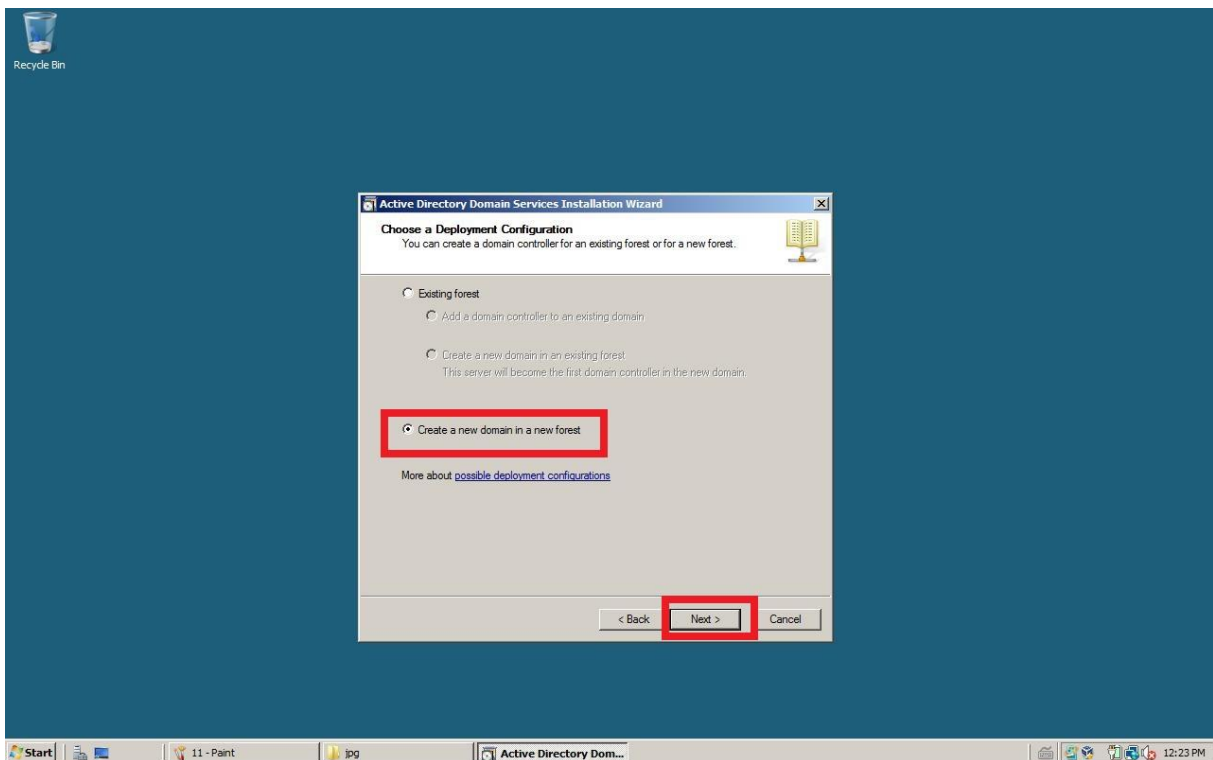 Recycle Bin
Active Directory Domain Services Installation Wizard
Choose a Deployment Configuration
You can create a domain controller for an existing forest or for a new forest.
Existing forest
Add a domain controller to an existing domain
Create a new domain in an existing forest
This server will become the first domain controller in the new domain.
Create a new domain in a new forest
More about possible deployment configurations
< Back Next > Cancel
Start 11 - Paint jpg Active Directory Dom... 12:23 PM